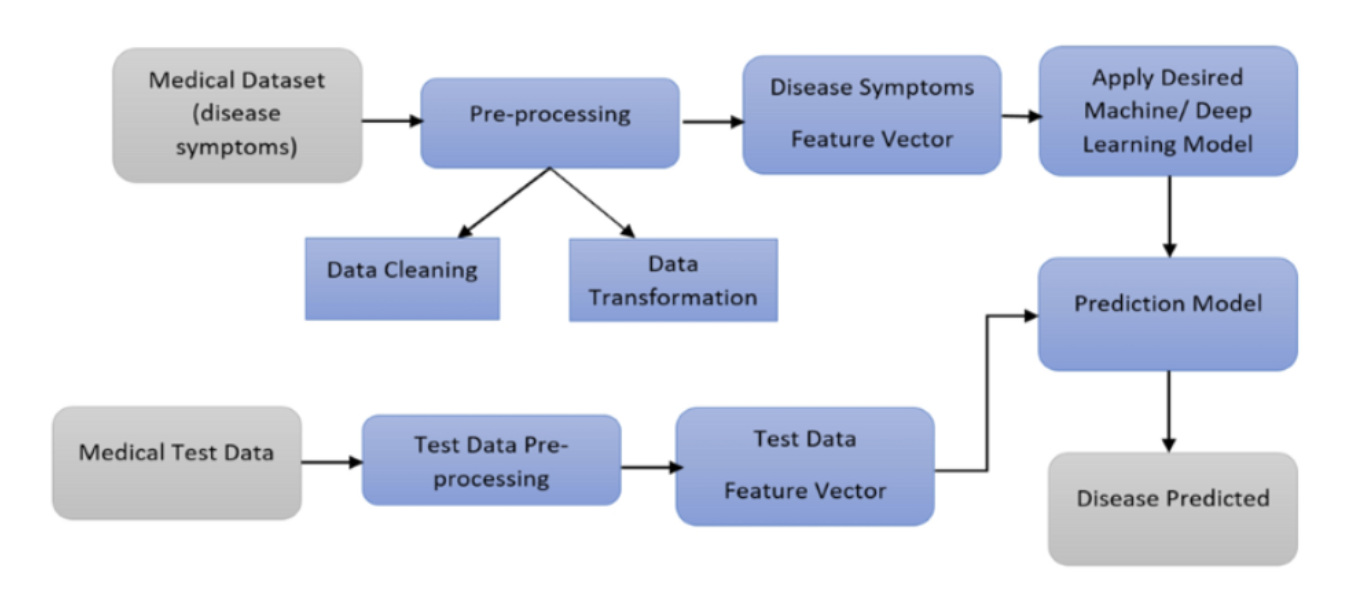 Medical Dataset
(disease
symptoms)
Pre-processing
Disease Symptoms
Feature Vector
Apply Desired
Machine/ Deep
Learning Model
Data Cleaning
Data
Transformation
Prediction Model
Medical Test Data
Test Data Pre-
processing
Test Data
Feature Vector
Disease Predicted